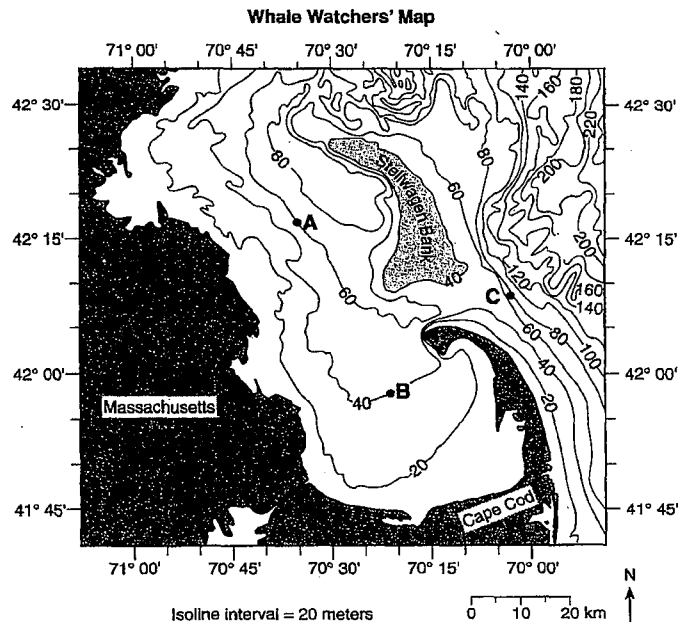 Whale Watchers' Map
71° 00' 70° 45' 70° 30' 70° 15' 70° 00'
140 160 180
42° 30' 42° 30'
220
80 80
200
Stellwagen Bank
60
A
42° 15' 42° 15'
200
40
120
160
C
60
140
60 80 100
40
42° 00' 42° 00'
B
40
20
Massachusetts
20
Cape Cod
41° 45' 41° 45'
71° 00' 70° 45' 70° 30' 70° 15' 70° 00'
N
Isoline interval = 20 meters
0 10 20 km